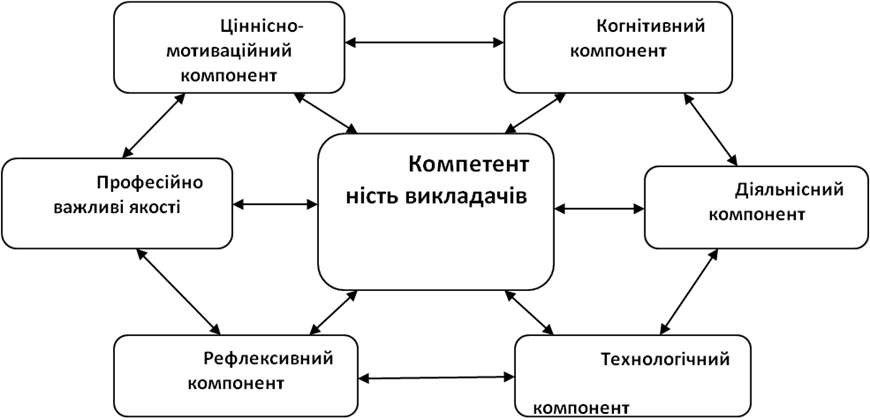 Ціннісно-
мотиваційний
компонент
Когнітивний
компонент
Компетент
ність викладачів
Професійно
важливі якості
Діяльнісний
компонент
Рефлексивний
компонент
Технологічний
компонент